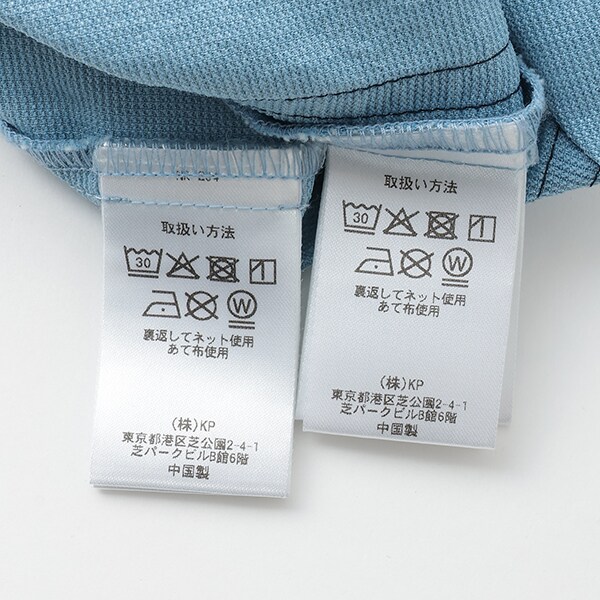 取扱い方法
30
W
裏返してネット使用
あて布使用
(株)KP
東京都港区芝公園2-4-1
芝パークビルB館6階
中国製
取扱い方法
30
W
裏返してネット使用
あて布使用
(株)KP
東京都港区芝公園2-4-1
芝パークビルB館6階
中国製